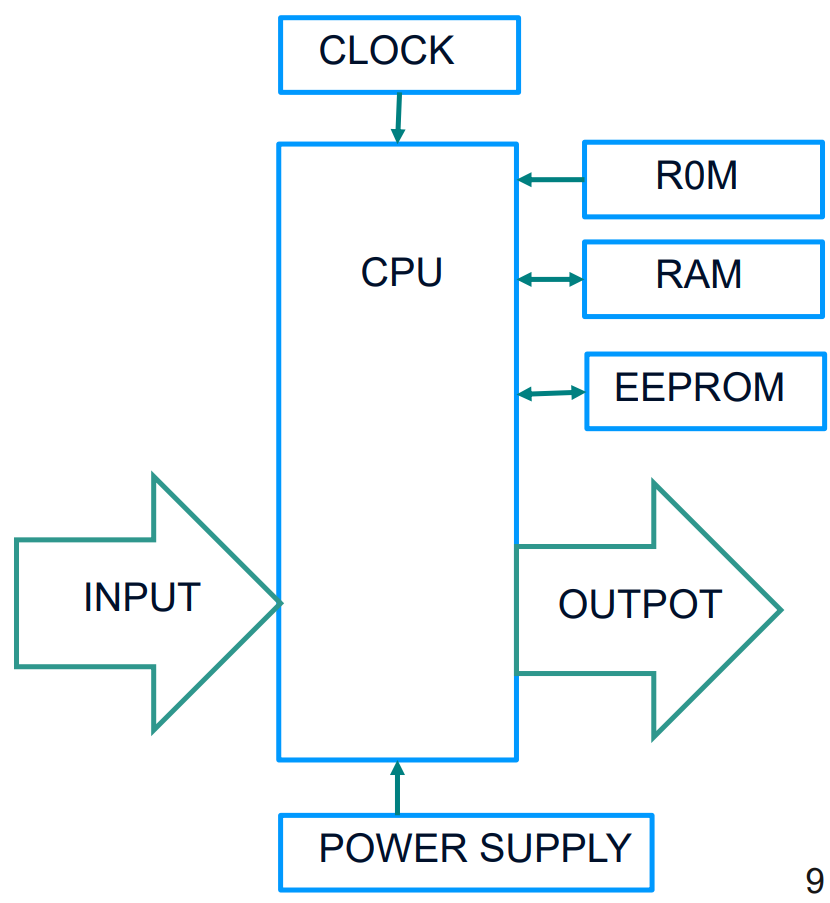 CLOCK
R0M
CPU
RAM
EEPROM
INPUT
OUTPOT
POWER SUPPLY
9